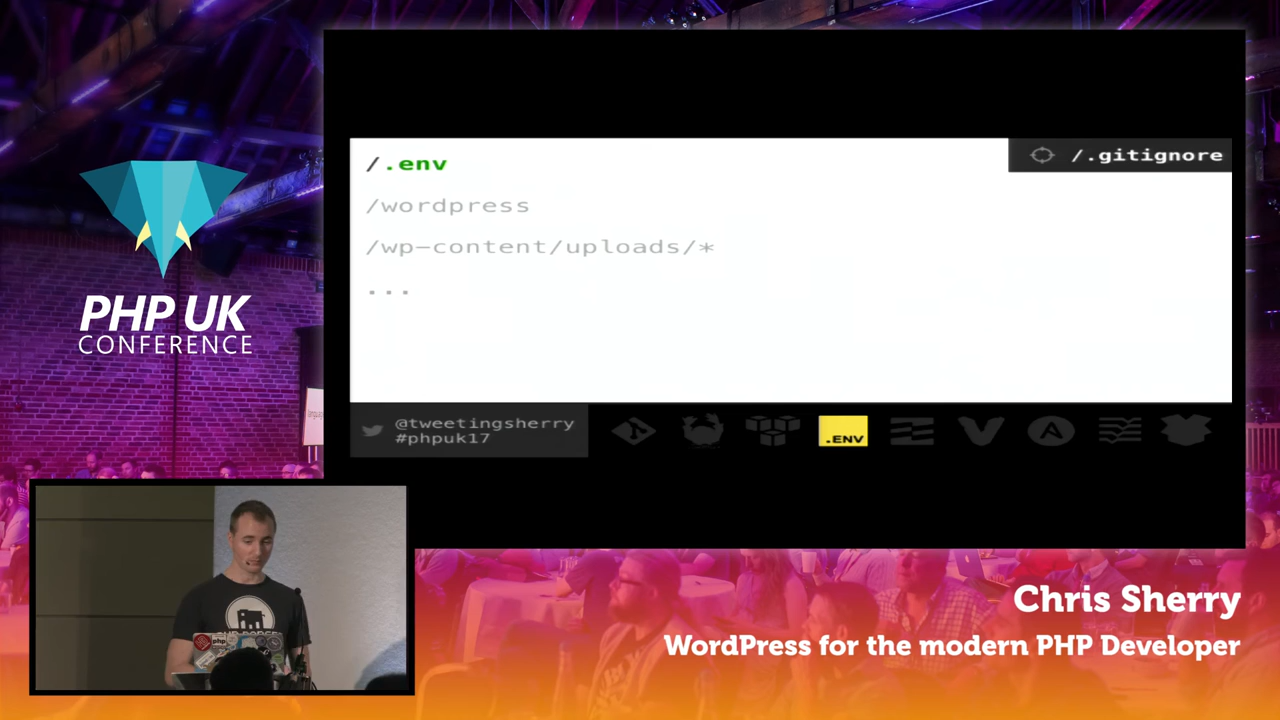 /.env
/.gitignore
/wordpress
/wp-content/uploads/*
...
@tweetingsherry
#phpuk17
.ENV
PHP UK
CONFERENCE
php
Chris Sherry
WordPress for the modern PHP Developer